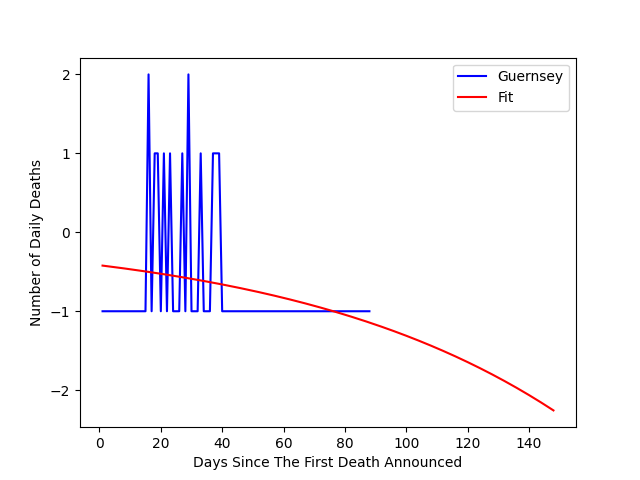 Guernsey
Fit
2
1
0
−1
−2
Number of Daily Deaths
0 20 40 60 80 100 120 140
Days Since The First Death Announced